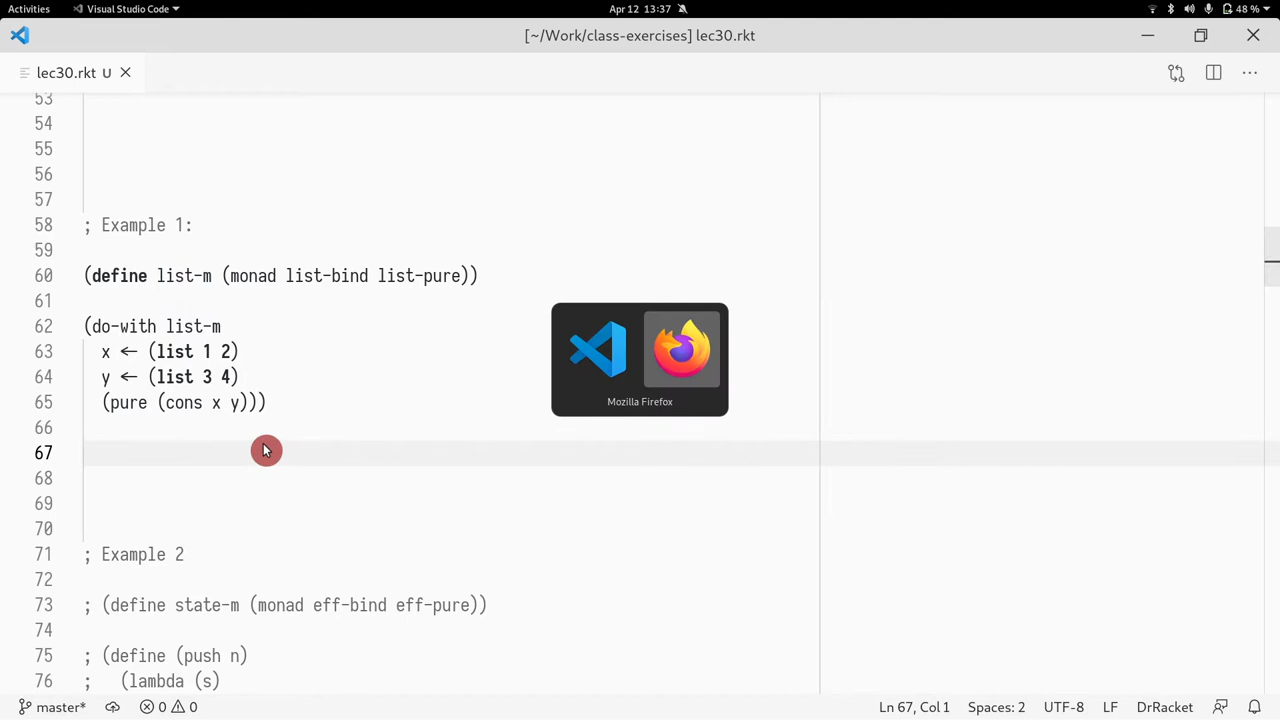 Activities
Visual Studio Code
Apr 12 13:37
48 %
[~/Work/class-exercises] lec30.rkt
lec30.rkt U
53
54
55
56
57
58 ; Example 1:
59
60 (define list-m (monad list-bind list-pure))
61
62 (do-with list-m
63 x ← (list 1 2)
64 y ← (list 3 4)
65 (pure (cons x y)))
66
67
68
69
70
71 ; Example 2
72
73 ; (define state-m (monad eff-bind eff-pure))
74
75 ; (define (push n)
76 ; (lambda (s)
Mozilla Firefox
master*
0
0
Ln 67, Col 1
Spaces: 2
UTF-8
LF
DrRacket